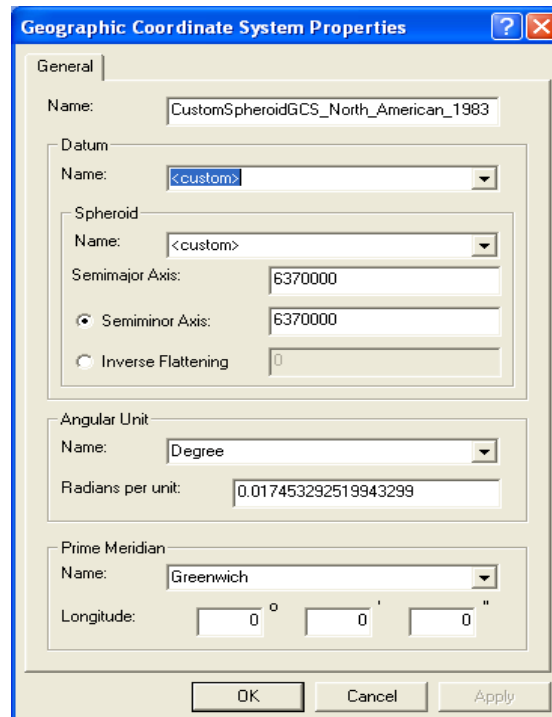 Geographic Coordinate System Properties
General
Name: CustomSpheroidGCS_North_American_1983
Datum
Name: <custom>
Spheroid
Name: <custom>
Semimajor Axis: 6370000
Semiminor Axis: 6370000
Inverse Flattening 0
Angular Unit
Name: Degree
Radians per unit: 0.017453292519943299
Prime Meridian
Name: Greenwich
Longitude: 0 ° 0 ' 0 "
OK Cancel Apply